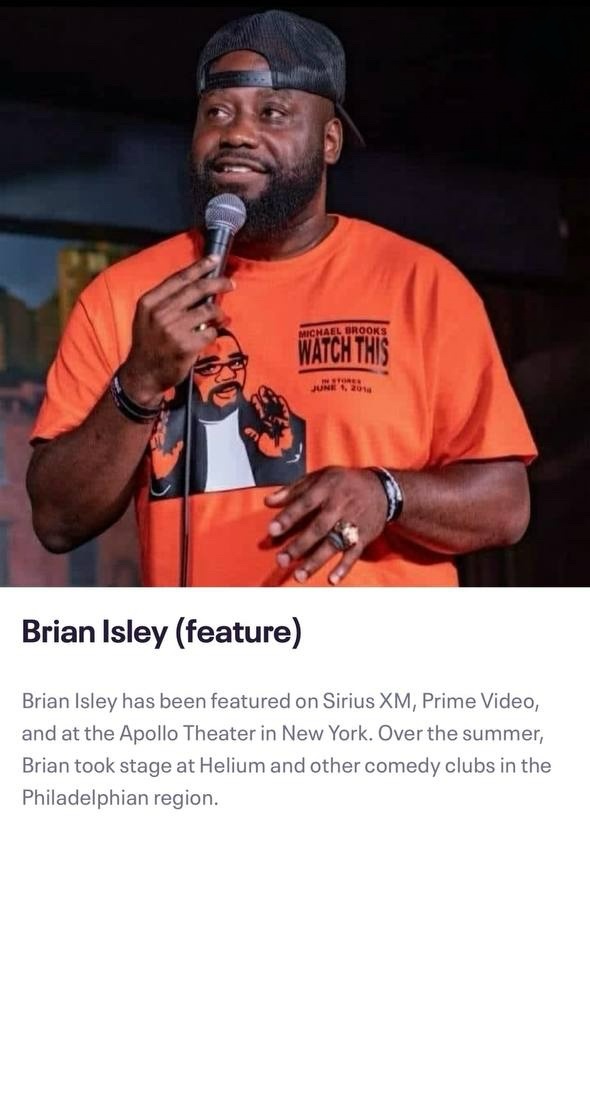 MICHAEL BROOKS
WATCH THIS
IN STORES
JUNE 1, 2018
Brian Isley (feature)
Brian Isley has been featured on Sirius XM, Prime Video,
and at the Apollo Theater in New York. Over the summer,
Brian took stage at Helium and other comedy clubs in the
Philadelphian region.